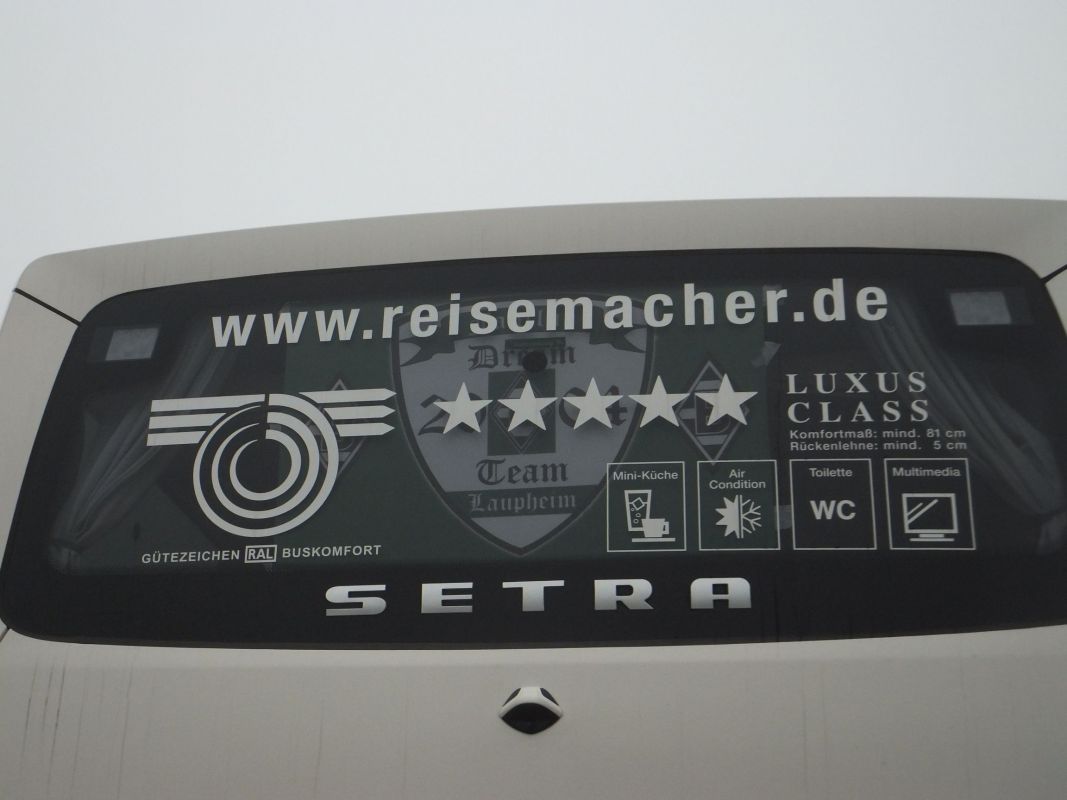 www.reisemacher.de
Dream
Team
Laupheim
LUXUS
CLASS
Komfortmaß: mind. 81 cm
Rückenlehne: mind. 5 cm
Mini-Küche
Air
Condition
Toilette
WC
Multimedia
GÜTEZEICHEN RAL BUSKOMFORT
SETRA